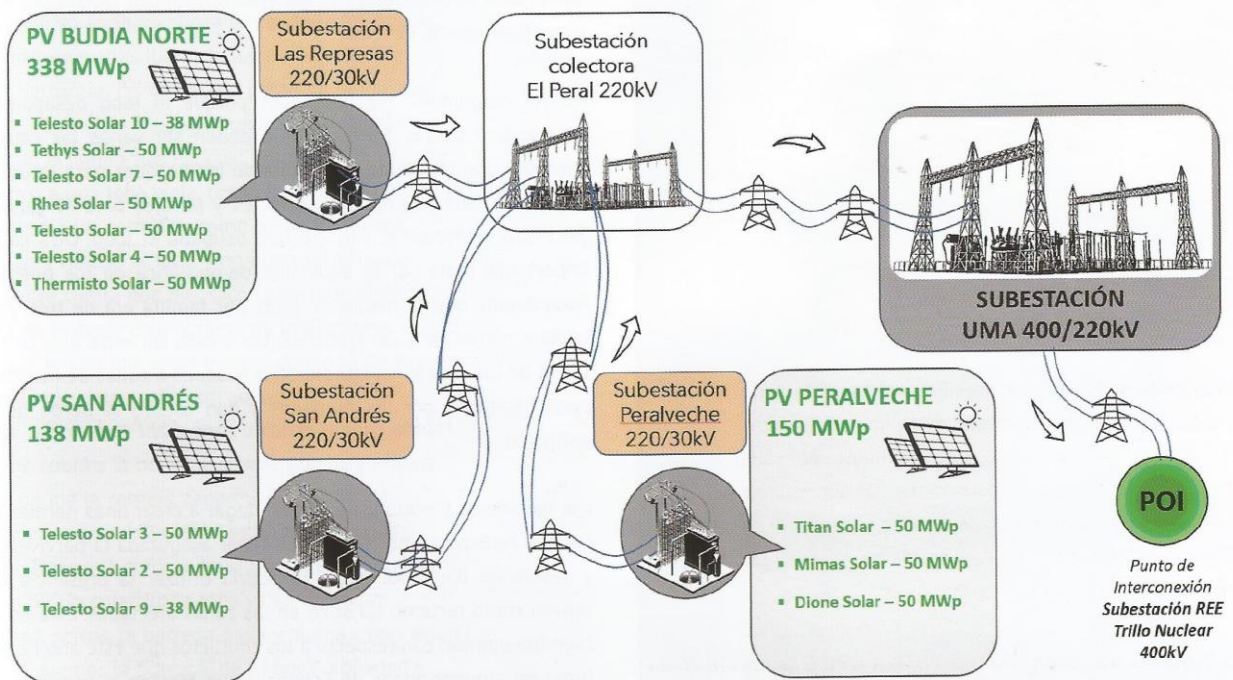 PV BUDIA NORTE
338 MWp
▪ Telesto Solar 10 – 38 MWp
▪ Tethys Solar – 50 MWp
▪ Telesto Solar 7 – 50 MWp
▪ Rhea Solar – 50 MWp
▪ Telesto Solar – 50 MWp
▪ Telesto Solar 4 – 50 MWp
▪ Thermisto Solar – 50 MWp
Subestación
Las Represas
220/30kV
Subestación
colectora
El Peral 220kV
SUBESTACIÓN
UMA 400/220kV
PV SAN ANDRÉS
138 MWp
▪ Telesto Solar 3 – 50 MWp
▪ Telesto Solar 2 – 50 MWp
▪ Telesto Solar 9 – 38 MWp
Subestación
San Andrés
220/30kV
Subestación
Peralveche
220/30kV
PV PERALVECHE
150 MWp
▪ Titan Solar – 50 MWp
▪ Mimas Solar – 50 MWp
▪ Dione Solar – 50 MWp
POI
Punto de
Interconexión
Subestación REE
Trillo Nuclear
400kV